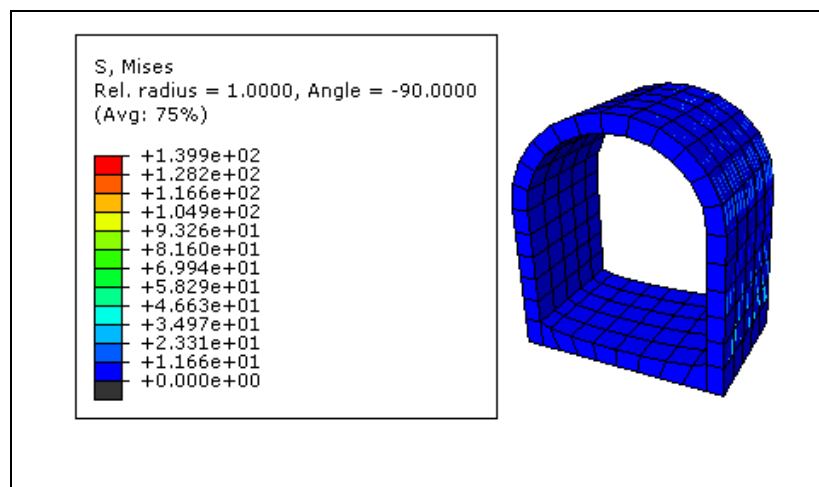 S, Mises
Rel. radius = 1.0000, Angle = -90.0000
(Avg: 75%)
+1.399e+02
+1.282e+02
+1.166e+02
+1.049e+02
+9.326e+01
+8.160e+01
+6.994e+01
+5.829e+01
+4.663e+01
+3.497e+01
+2.331e+01
+1.166e+01
+0.000e+00